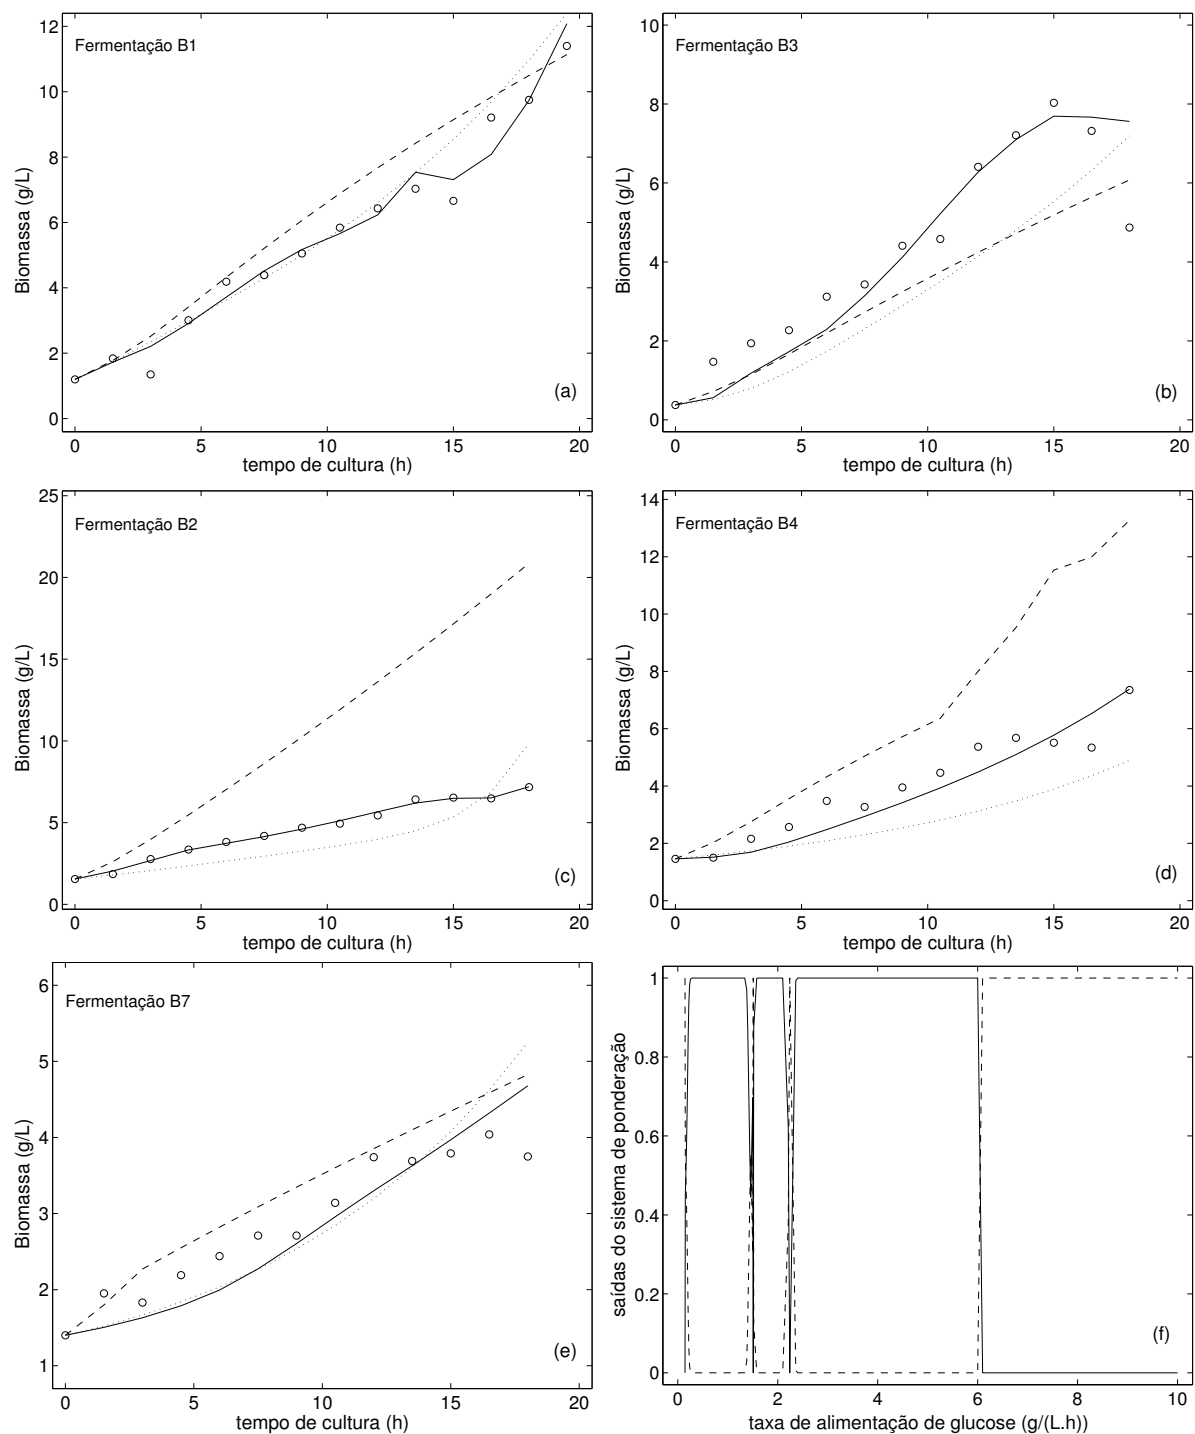 12
10
8
6
4
2
0
Biomassa (g/L)
Fermentação B1
(a)
0 5 10 15 20
tempo de cultura (h)
10
8
6
4
2
0
Biomassa (g/L)
Fermentação B3
(b)
0 5 10 15 20
tempo de cultura (h)
25
20
15
10
5
0
Biomassa (g/L)
Fermentação B2
(c)
0 5 10 15 20
tempo de cultura (h)
14
12
10
8
6
4
2
0
Biomassa (g/L)
Fermentação B4
(d)
0 5 10 15 20
tempo de cultura (h)
6
5
4
3
2
1
Biomassa (g/L)
Fermentação B7
(e)
0 5 10 15 20
tempo de cultura (h)
1
0.8
0.6
0.4
0.2
0
saídas do sistema de ponderação
(f)
0 2 4 6 8 10
taxa de alimentação de glucose (g/(L.h))